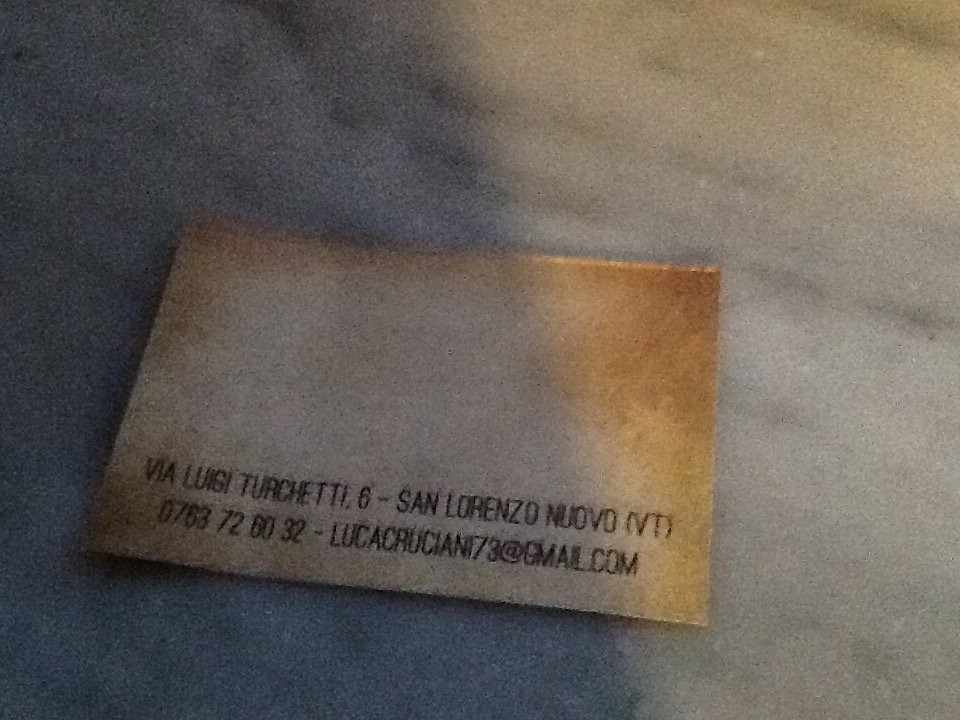 VIA LUIGI TURCHETTI, 6 - SAN LORENZO NUOVO (VT)
0763 72 60 32 - LUCACRUCIANI73@GMAIL.COM